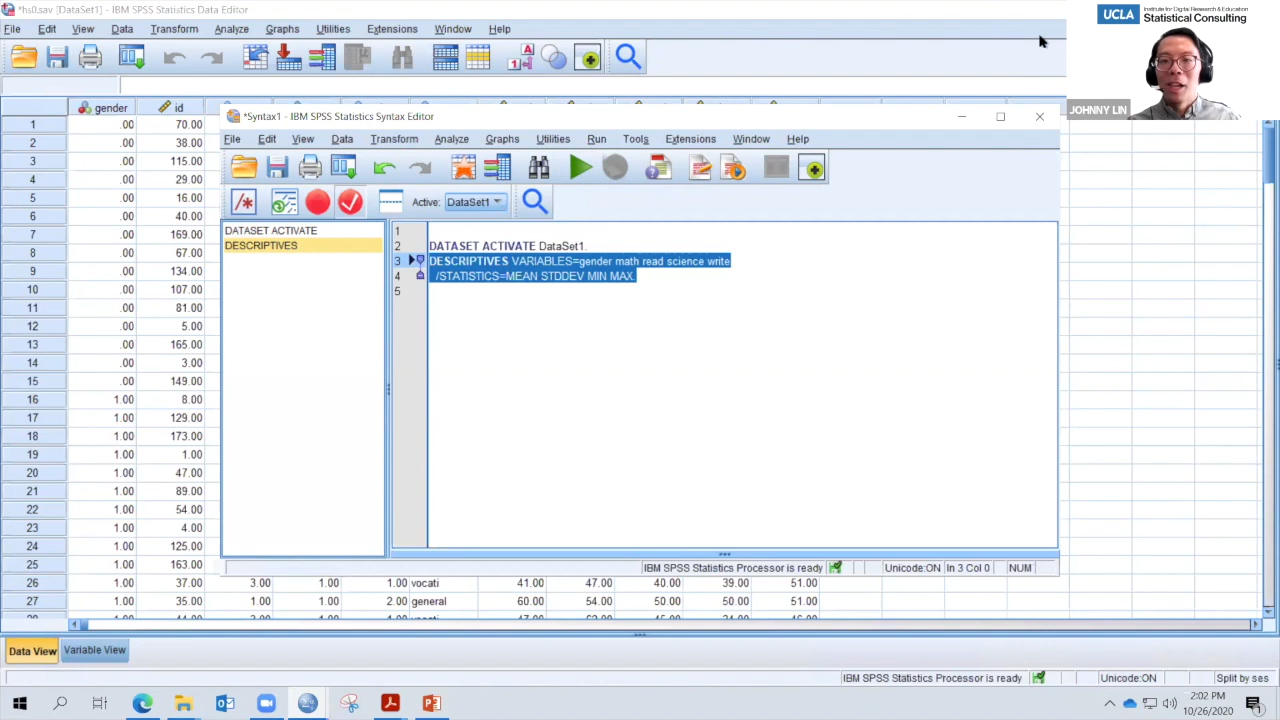 *hs0.sav [DataSet1] - IBM SPSS Statistics Data Editor
File Edit View Data Transform Analyze Graphs Utilities Extensions Window Help
UCLA Institute for Digital Research & Education
Statistical Consulting
JOHNNY LIN
gender id
1 .00 70.00
2 .00 38.00
3 .00 115.00
4 .00 29.00
5 .00 16.00
6 .00 40.00
7 .00 169.00
8 .00 67.00
9 .00 134.00
10 .00 107.00
11 .00 81.00
12 .00 5.00
13 .00 165.00
14 .00 3.00
15 .00 149.00
16 1.00 8.00
17 1.00 129.00
18 1.00 173.00
19 1.00 1.00
20 1.00 47.00
21 1.00 89.00
22 1.00 54.00
23 1.00 4.00
24 1.00 125.00
25 1.00 163.00
26 1.00 37.00 3.00 1.00 1.00 vocati 41.00 47.00 40.00 39.00 51.00
27 1.00 35.00 1.00 1.00 2.00 general 60.00 54.00 50.00 50.00 51.00
*Syntax1 - IBM SPSS Statistics Syntax Editor
File Edit View Data Transform Analyze Graphs Utilities Run Tools Extensions Window Help
Active: DataSet1
DATASET ACTIVATE
DESCRIPTIVES
1
2 DATASET ACTIVATE DataSet1.
3 DESCRIPTIVES VARIABLES=gender math read science write
4 /STATISTICS=MEAN STDDEV MIN MAX.
5
IBM SPSS Statistics Processor is ready Unicode:ON In 3 Col 0 NUM
Data View Variable View
IBM SPSS Statistics Processor is ready Unicode:ON Split by ses
2:02 PM
10/26/2020